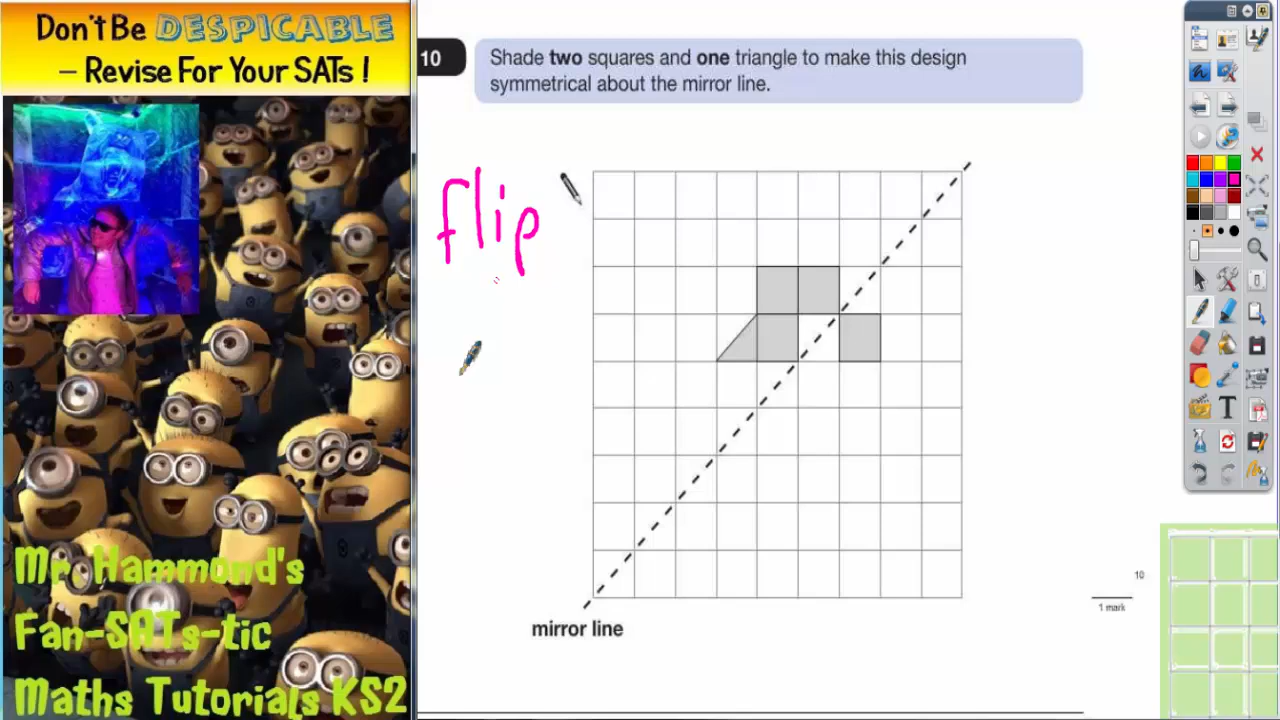 Don't Be DESPICABLE
– Revise For Your SATs !
10
Shade two squares and one triangle to make this design
symmetrical about the mirror line.
flip
mirror line
10
1 mark
Mr. Hammond's
Fan-SATs-tic
Maths Tutorials KS2
T